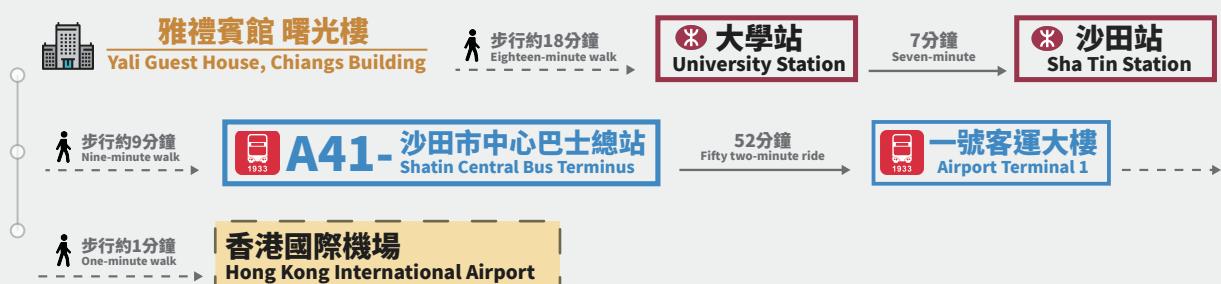 雅禮賓館 曙光樓
Yali Guest House, Chiangs Building
步行約18分鐘
Eighteen-minute walk
大學站
University Station
7分鐘
Seven-minute
沙田站
Sha Tin Station
步行約9分鐘
Nine-minute walk
1933
A41-
沙田市中心巴士總站
Shatin Central Bus Terminus
52分鐘
Fifty two-minute ride
1933
一號客運大樓
Airport Terminal 1
步行約1分鐘
One-minute walk
香港國際機場
Hong Kong International Airport